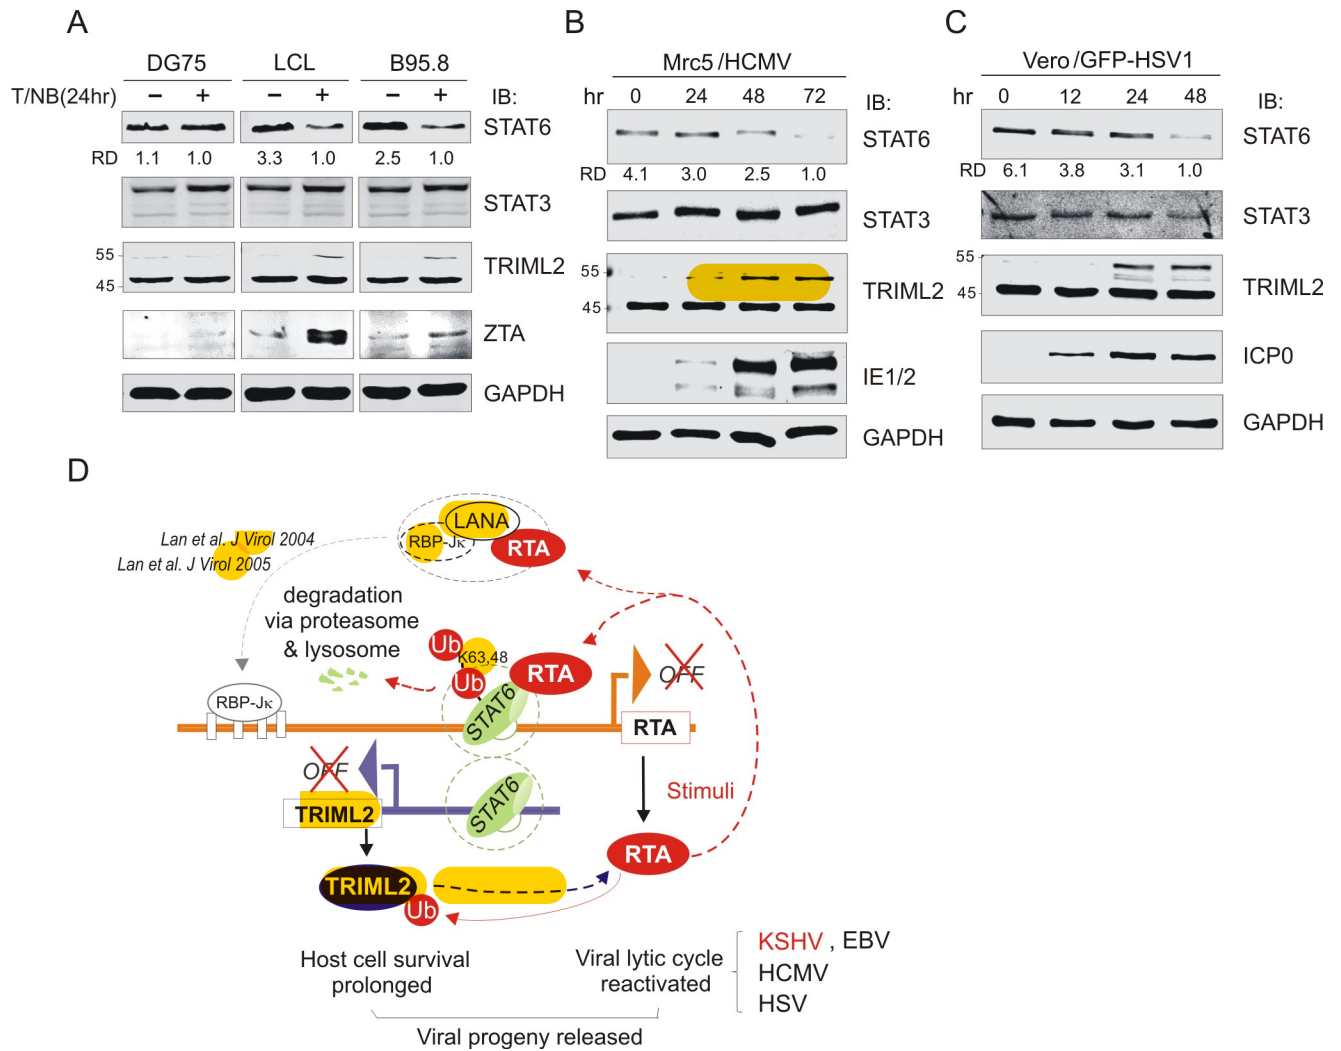 A
DG75 LCL B95.8
T/NB(24hr) – + – + – + IB:
STAT6
RD 1.1 1.0 3.3 1.0 2.5 1.0
STAT3
55
TRIML2
45
ZTA
GAPDH
B
Mrc5/HCMV
hr 0 24 48 72 IB:
STAT6
RD 4.1 3.0 2.5 1.0
STAT3
55
TRIML2
45
IE1/2
GAPDH
C
Vero/GFP-HSV1
hr 0 12 24 48 IB:
STAT6
RD 6.1 3.8 3.1 1.0
STAT3
55
TRIML2
45
ICP0
GAPDH
D
Lan et al. J Virol 2004
Lan et al. J Virol 2005
LANA
RBP-Jκ
RTA
degradation
via proteasome
& lysosome
Ub
K63,48
Ub
RTA
STAT6
OFF
RBP-Jκ
RTA
OFF
TRIML2
STAT6
Stimuli
RTA
TRIML2
Ub
Host cell survival
prolonged
Viral lytic cycle
reactivated
KSHV , EBV
HCMV
HSV
Viral progeny released